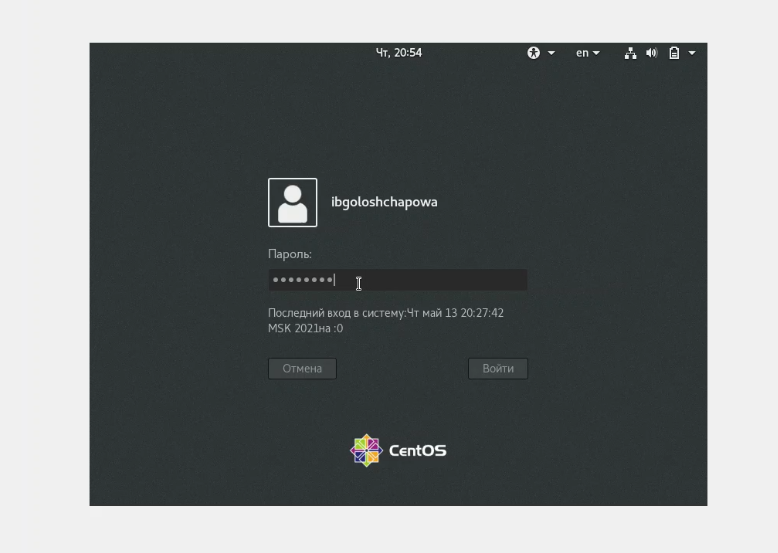 Чт, 20:54
en
ibgoloshchapowa
Пароль:
Последний вход в систему:Чт май 13 20:27:42
MSK 2021на :0
Отмена
Войти
CentOS